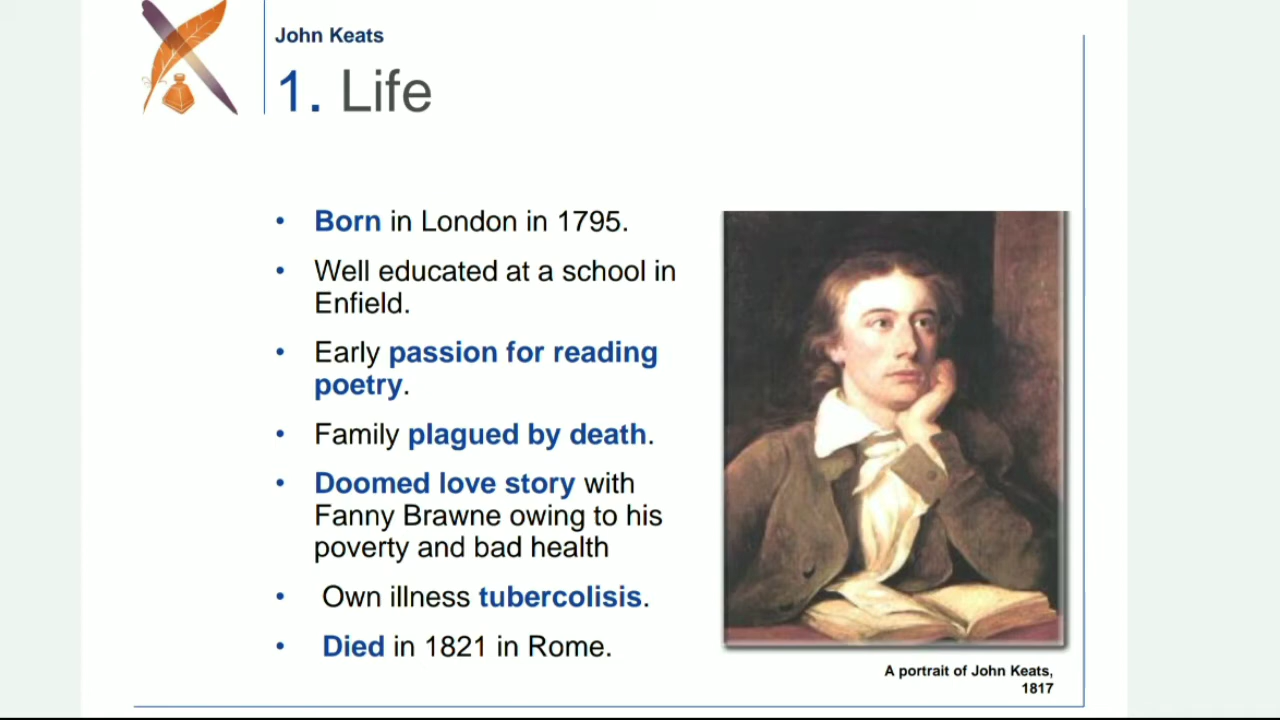 John Keats
1. Life
• Born in London in 1795.
• Well educated at a school in
Enfield.
• Early passion for reading
poetry.
• Family plagued by death.
• Doomed love story with
Fanny Brawne owing to his
poverty and bad health
• Own illness tubercolisis.
• Died in 1821 in Rome.
A portrait of John Keats,
1817